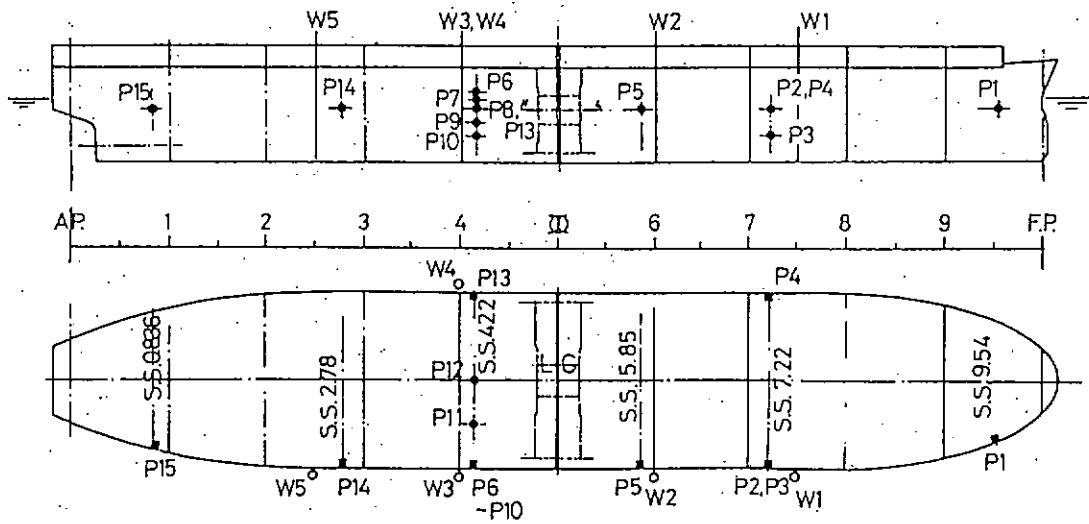 W5 W3,W4 W2 W1
P15 P14 P6 P5 P2,P4 P1
P7
P8,
P9 P13 P3
P10
A.P. 1 2 3 4 6 7 8 9 F.P.
W4 P13 P4
S.S.0.836 S.S.2.78 S.S.4.22 S.S.5.85 S.S.7.22 S.S.9.54
P12
P1
P15 W5 P14 W3 P6 P5 W2 P2,P3 W1 P1
~P10